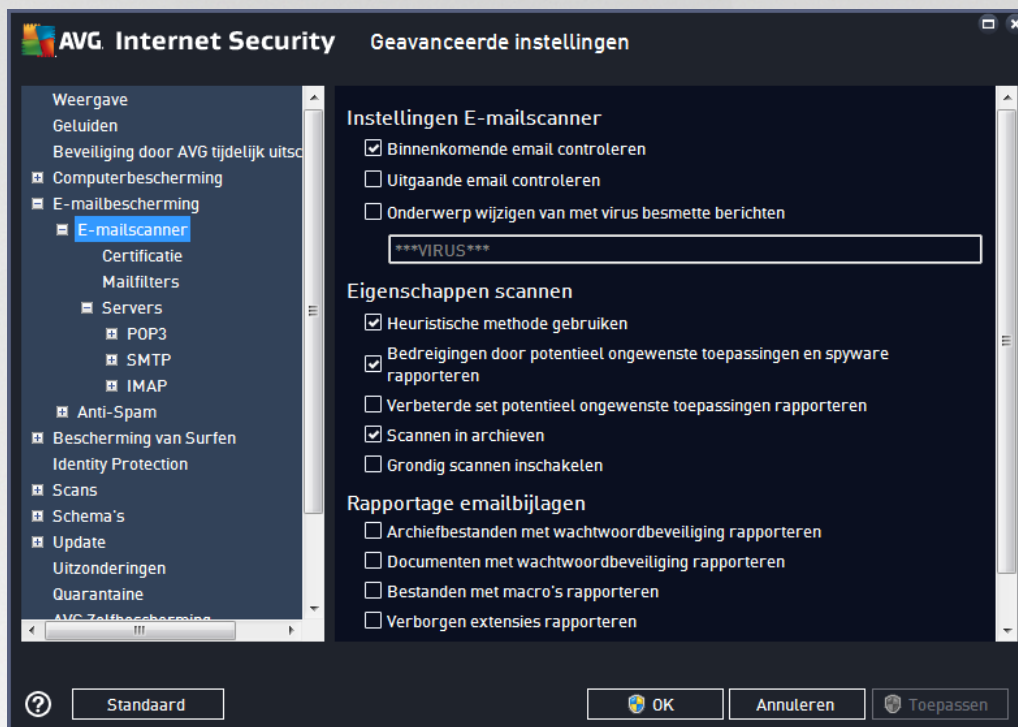 AVG Internet Security
Geavanceerde instellingen
Weergave
Geluiden
Beveiliging door AVG tijdelijk uitsc
Computerbescherming
E-mailbescherming
E-mailscanner
Certificatie
Mailfilters
Servers
POP3
SMTP
IMAP
Anti-Spam
Bescherming van Surfen
Identity Protection
Scans
Schema's
Update
Uitzonderingen
Quarantaine
AVG Zelfbescherming
Instellingen E-mailscanner
Binnenkomende email controleren
Uitgaande email controleren
Onderwerp wijzigen van met virus besmette berichten
***VIRUS***
Eigenschappen scannen
Heuristische methode gebruiken
Bedreigingen door potentieel ongewenste toepassingen en spyware
rapporteren
Verbeterde set potentieel ongewenste toepassingen rapporteren
Scannen in archieven
Grondig scannen inschakelen
Rapportage emailbijlagen
Archiefbestanden met wachtwoordbeveiliging rapporteren
Documenten met wachtwoordbeveiliging rapporteren
Bestanden met macro's rapporteren
Verborgen extensies rapporteren
Standaard
OK
Annuleren
Toepassen